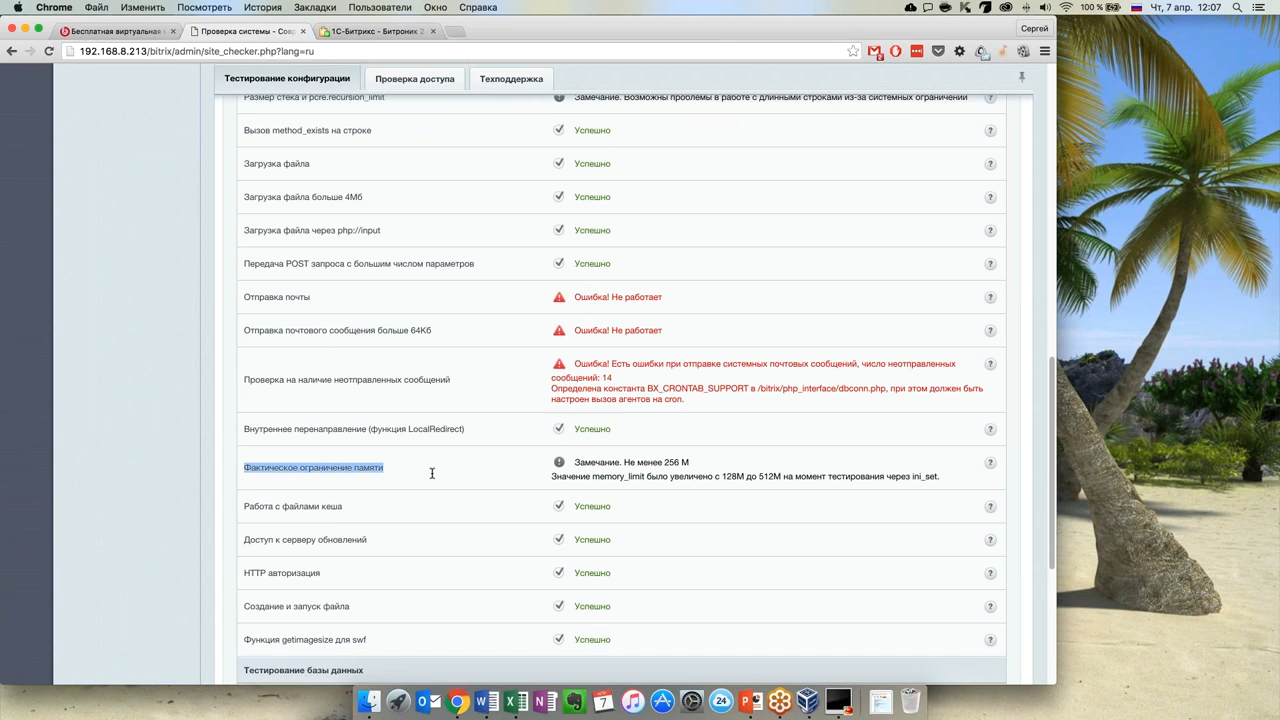 Chrome Файл Изменить Посмотреть История Закладки Пользователи Окно Справка 100 % Чт, 7 апр. 12:07
Бесплатная виртуальная м Проверка системы - Совр 1С-Битрикс - Битроник 2 Сергей
192.168.8.213/bitrix/admin/site_checker.php?lang=ru
Тестирование конфигурации Проверка доступа Техподдержка
Размер стека и pcre.recursion_limit Замечание. Возможны проблемы в работе с длинными строками из-за системных ограничений ?
Вызов method_exists на строке Успешно ?
Загрузка файла Успешно ?
Загрузка файла больше 4Мб Успешно ?
Загрузка файла через php://input Успешно ?
Передача POST запроса с большим числом параметров Успешно ?
Отправка почты Ошибка! Не работает ?
Отправка почтового сообщения больше 64Кб Ошибка! Не работает ?
Проверка на наличие неотправленных сообщений Ошибка! Есть ошибки при отправке системных почтовых сообщений, число неотправленных ?
сообщений: 14
Определена константа BX_CRONTAB_SUPPORT в /bitrix/php_interface/dbconn.php, при этом должен быть
настроен вызов агентов на cron.
Внутреннее перенаправление (функция LocalRedirect) Успешно ?
Фактическое ограничение памяти Замечание. Не менее 256 М ?
Значение memory_limit было увеличено с 128M до 512M на момент тестирования через ini_set.
Работа с файлами кеша Успешно ?
Доступ к серверу обновлений Успешно ?
HTTP авторизация Успешно ?
Создание и запуск файла Успешно ?
Функция getimagesize для swf Успешно ?
Тестирование базы данных